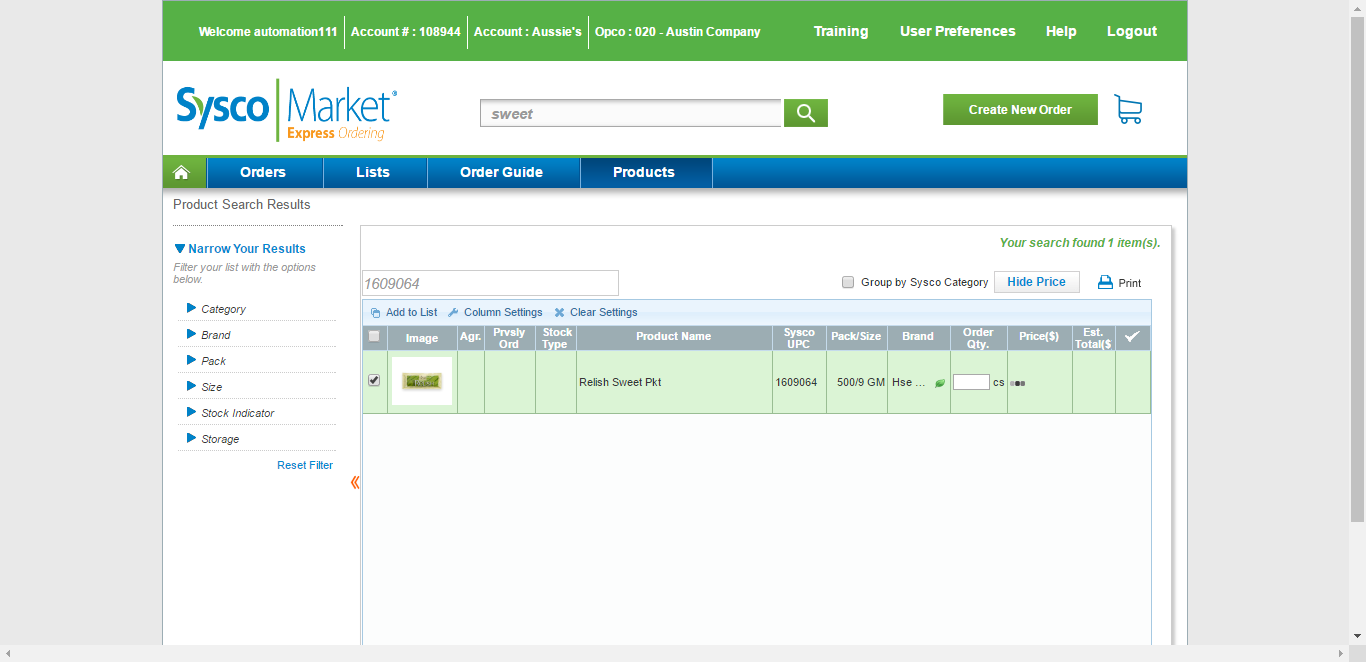 Welcome automation111 Account # : 108944 Account : Aussie's Opco : 020 - Austin Company Training User Preferences Help Logout
Sysco Market®
Express Ordering
sweet
Create New Order
Orders Lists Order Guide Products
Product Search Results
Narrow Your Results
Filter your list with the options
below.
Category
Brand
Pack
Size
Stock Indicator
Storage
Reset Filter
Your search found 1 item(s).
1609064
Group by Sysco Category Hide Price Print
Add to List Column Settings Clear Settings
Image Agr. Prvsly Ord Stock Type Product Name Sysco UPC Pack/Size Brand Order Qty. Price($) Est. Total($
Relish Sweet Pkt 1609064 500/9 GM Hse ... cs